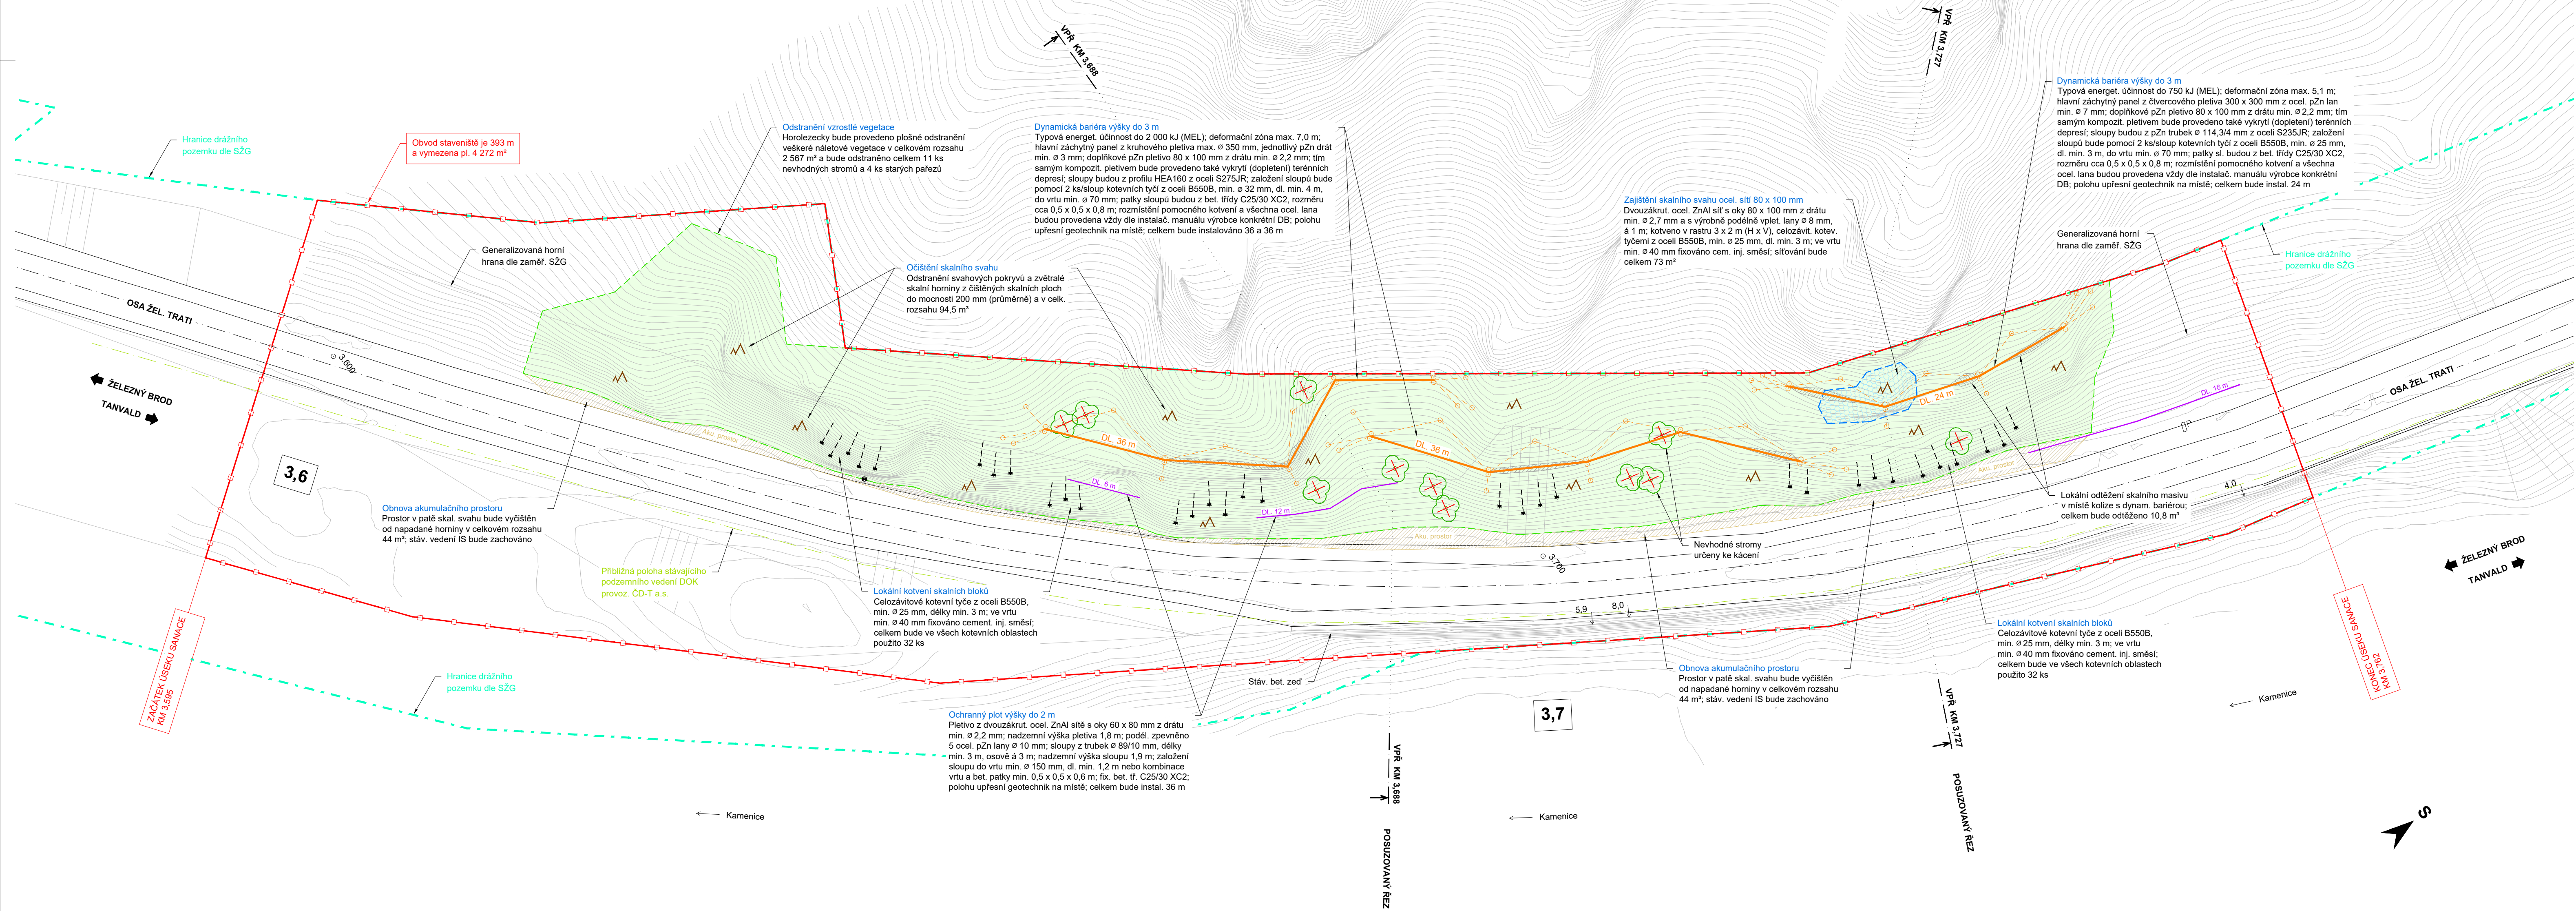 VPŘ  KM 3,688
VPŘ  KM 3,727
Hranice drážního
pozemku dle SŽG
Obvod staveniště je 393 m
a vymezena pl. 4 272 m²
Odstranění vzrostlé vegetace
Horolezecky bude provedeno plošné odstranění
veškeré náletové vegetace v celkovém rozsahu
2 567 m² a bude odstraněno celkem 11 ks
nevhodných stromů a 4 ks starých pařezů
Dynamická bariéra výšky do 3 m
Typová energet. účinnost do 2 000 kJ (MEL); deformační zóna max. 7,0 m;
hlavní záchytný panel z kruhového pletiva max. ø 350 mm, jednotlivý pZn drát
min. ø 3 mm; doplňkové pZn pletivo 80 x 100 mm z drátu min. ø 2,2 mm; tím
samým kompozit. pletivem bude provedeno také vykrytí (dopletení) terénních
depresí; sloupy budou z profilu HEA160 z oceli S275JR; založení sloupů bude
pomocí 2 ks/sloup kotevních tyčí z oceli B550B, min. ø 32 mm, dl. min. 4 m,
do vrtu min. ø 70 mm; patky sloupů budou z bet. třídy C25/30 XC2, rozměru
cca 0,5 x 0,5 x 0,8 m; rozmístění pomocného kotvení a všechna ocel. lana
budou provedena vždy dle instalač. manuálu výrobce konkrétní DB; polohu
upřesní geotechnik na místě; celkem bude instalováno 36 a 36 m
Dynamická bariéra výšky do 3 m
Typová energet. účinnost do 750 kJ (MEL); deformační zóna max. 5,1 m;
hlavní záchytný panel z čtvercového pletiva 300 x 300 mm z ocel. pZn lan
min. ø 7 mm; doplňkové pZn pletivo 80 x 100 mm z drátu min. ø 2,2 mm; tím
samým kompozit. pletivem bude provedeno také vykrytí (dopletení) terénních
depresí; sloupy budou z pZn trubek ø 114,3/4 mm z oceli S235JR; založení
sloupů bude pomocí 2 ks/sloup kotevních tyčí z oceli B550B, min. ø 25 mm,
dl. min. 3 m, do vrtu min. ø 70 mm; patky sl. budou z bet. třídy C25/30 XC2,
rozměru cca 0,5 x 0,5 x 0,8 m; rozmístění pomocného kotvení a všechna
ocel. lana budou provedena vždy dle instalač. manuálu výrobce konkrétní
DB; polohu upřesní geotechnik na místě; celkem bude instal. 24 m
Zajištění skalního svahu ocel. sítí 80 x 100 mm
Dvouzákrut. ocel. ZnAl síť s oky 80 x 100 mm z drátu
min. ø 2,7 mm a s výrobně podélně vplet. lany ø 8 mm,
á 1 m; kotveno v rastru 3 x 2 m (H x V), celozávit. kotev.
tyčemi z oceli B550B, min. ø 25 mm, dl. min. 3 m; ve vrtu
min. ø 40 mm fixováno cem. inj. směsí; síťování bude
celkem 73 m²
Generalizovaná horní
hrana dle zaměř. SŽG
Generalizovaná horní
hrana dle zaměř. SŽG
Hranice drážního
pozemku dle SŽG
Očištění skalního svahu
Odstranění svahových pokryvů a zvětralé
skalní horniny z čištěných skalních ploch
do mocnosti 200 mm (průměrně) a v celk.
rozsahu 94,5 m³
OSA ŽEL. TRATI
3.600
ŽELEZNÝ BROD
TANVALD
3,6
Aku. prostor
DL. 36 m
DL. 36 m
DL. 24 m
DL. 18 m
DL. 6 m
DL. 12 m
Aku. prostor
Aku. prostor
OSA ŽEL. TRATI
4,0
Obnova akumulačního prostoru
Prostor v patě skal. svahu bude vyčištěn
od napadané horniny v celkovém rozsahu
44 m³; stáv. vedení IS bude zachováno
Lokální odtěžení skalního masivu
v místě kolize s dynam. bariérou;
celkem bude odtěženo 10,8 m³
Nevhodné stromy
určeny ke kácení
3.700
Přibližná poloha stávajícího
podzemního vedení DOK
provoz. ČD-T a.s.
Lokální kotvení skalních bloků
Celozávitové kotevní tyče z oceli B550B,
min. ø 25 mm, délky min. 3 m; ve vrtu
min. ø 40 mm fixováno cement. inj. směsí;
celkem bude ve všech kotevních oblastech
použito 32 ks
5,9
8,0
ŽELEZNÝ BROD
TANVALD
ZAČÁTEK ÚSEKU SANACE
KM 3,595
KONEC ÚSEKU SANACE
KM 3,762
Lokální kotvení skalních bloků
Celozávitové kotevní tyče z oceli B550B,
min. ø 25 mm, délky min. 3 m; ve vrtu
min. ø 40 mm fixováno cement. inj. směsí;
celkem bude ve všech kotevních oblastech
použito 32 ks
Hranice drážního
pozemku dle SŽG
Stáv. bet. zeď
Obnova akumulačního prostoru
Prostor v patě skal. svahu bude vyčištěn
od napadané horniny v celkovém rozsahu
44 m³; stáv. vedení IS bude zachováno
Kamenice
3,7
Ochranný plot výšky do 2 m
Pletivo z dvouzákrut. ocel. ZnAl sítě s oky 60 x 80 mm z drátu
min. ø 2,2 mm; nadzemní výška pletiva 1,8 m; podél. zpevněno
5 ocel. pZn lany ø 10 mm; sloupy z trubek ø 89/10 mm, délky
min. 3 m, osově á 3 m; nadzemní výška sloupu 1,9 m; založení
sloupu do vrtu min. ø 150 mm, dl. min. 1,2 m nebo kombinace
vrtu a bet. patky min. 0,5 x 0,5 x 0,6 m; fix. bet. tř. C25/30 XC2;
polohu upřesní geotechnik na místě; celkem bude instal. 36 m
VPŘ  KM 3,688
POSUZOVANÝ ŘEZ
VPŘ  KM 3,727
POSUZOVANÝ ŘEZ
Kamenice
Kamenice
S